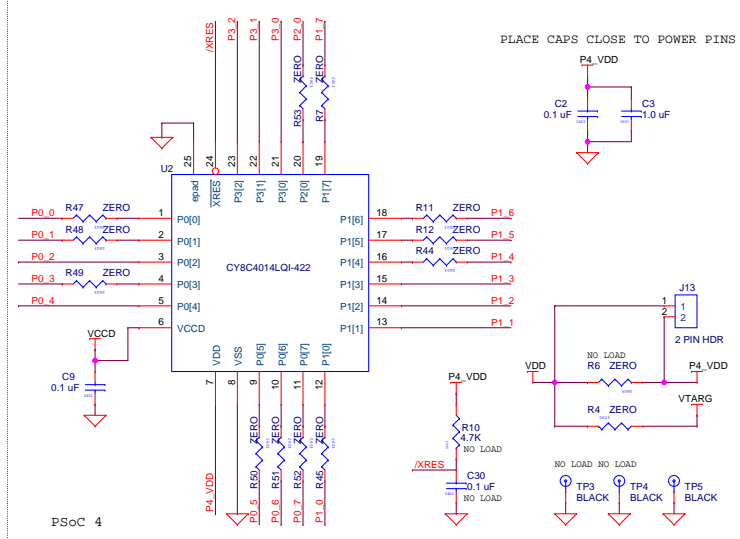 /XRES
P3_2
P3_1
P3_0
P2_0
P1_7
ZERO
ZERO
R53
R7
PLACE CAPS CLOSE TO POWER PINS
P4_VDD
C2
0.1 uF
C3
1.0 uF
25
24
23
22
21
20
19
U2
epad
XRES
P3[2]
P3[1]
P3[0]
P2[0]
P1[7]
P0_0
R47
ZERO
1
P0[0]
P1[6]
18
R11
ZERO
P1_6
P0_1
R48
ZERO
2
P0[1]
P1[5]
17
R12
ZERO
P1_5
P0_2
3
P0[2]
P1[4]
16
R44
ZERO
P1_4
CY8C4014LQI-422
P0_3
R49
ZERO
4
P0[3]
P1[3]
15
P1_3
P0_4
5
P0[4]
P1[2]
14
P1_2
6
VCCD
P1[1]
13
P1_1
VCCD
C9
0.1 uF
VDD
VSS
P0[5]
P0[6]
P0[7]
P1[0]
7
8
9
10
11
12
ZERO
ZERO
ZERO
ZERO
R50
R51
R52
R45
P4_VDD
P0_5
P0_6
P0_7
P1_0
J13
1
2
1
2
2 PIN HDR
NO LOAD
VDD
R6
ZERO
P4_VDD
VTARG
R4
ZERO
P4_VDD
R10
4.7K
NO LOAD
/XRES
C30
0.1 uF
NO LOAD
NO LOAD
NO LOAD
TP3
BLACK
TP4
BLACK
TP5
BLACK
PSoC 4